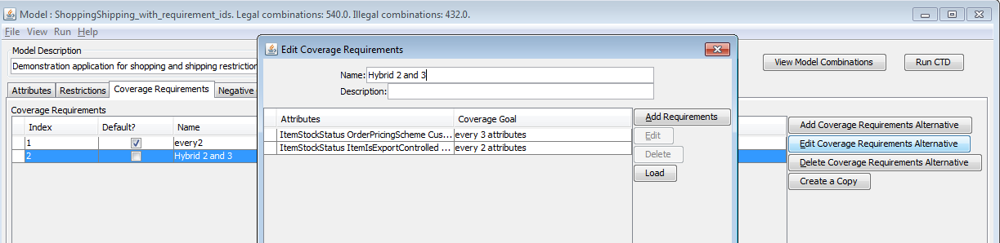 Model : ShoppingShipping_with_requirement_ids. Legal combinations: 540.0. Illegal combinations: 432.0.
File View Run Help
Model Description
Demonstration application for shopping and shipping restriction
View Model Combinations
Run CTD
Attributes Restrictions Coverage Requirements Negative
Coverage Requirements
Index Default? Name
1 every2
2 Hybrid 2 and 3
Add Coverage Requirements Alternative
Edit Coverage Requirements Alternative
Delete Coverage Requirements Alternative
Create a Copy
Edit Coverage Requirements
Name: Hybrid 2 and 3
Description:
Attributes Coverage Goal
ItemStockStatus OrderPricingScheme Cus... every 3 attributes
ItemStockStatus ItemIsExportControlled ... every 2 attributes
Add Requirements
Edit
Delete
Load